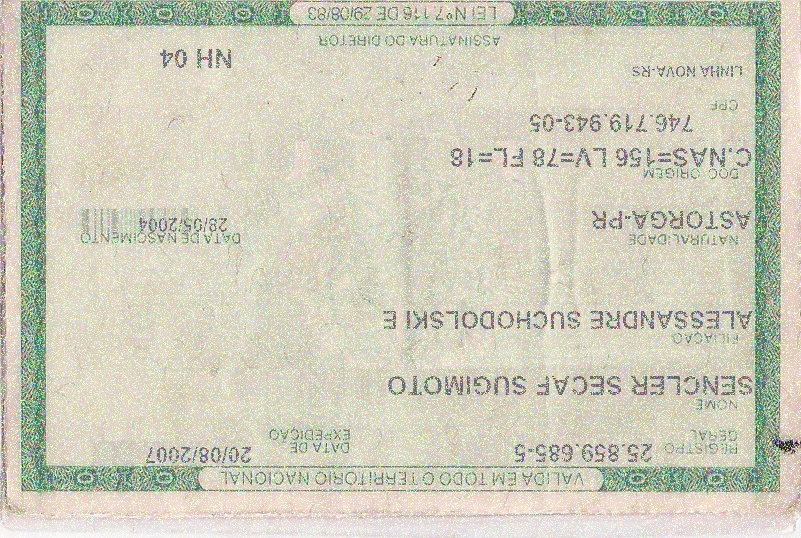 VALIDA EM TODO O TERRITORIO NACIONAL
REGISTRO GERAL 25.859.685-5 DATA DE EXPEDIÇÃO 20/08/2007
NOME
SENCLER SECAF SUGIMOTO
FILIAÇÃO
ALESSANDRE SUCHODOLSKI E
NATURALIDADE DATA DE NASCIMENTO
ASTORGA-PR 29/05/2004
DOC ORIGEM
C.NAS=156 LV=78 FL=18
746.719.943-05
CPF
LINHA NOVA-RS NH 04
ASSINATURA DO DIRETOR
LEI Nº 7.116 DE 29/08/83